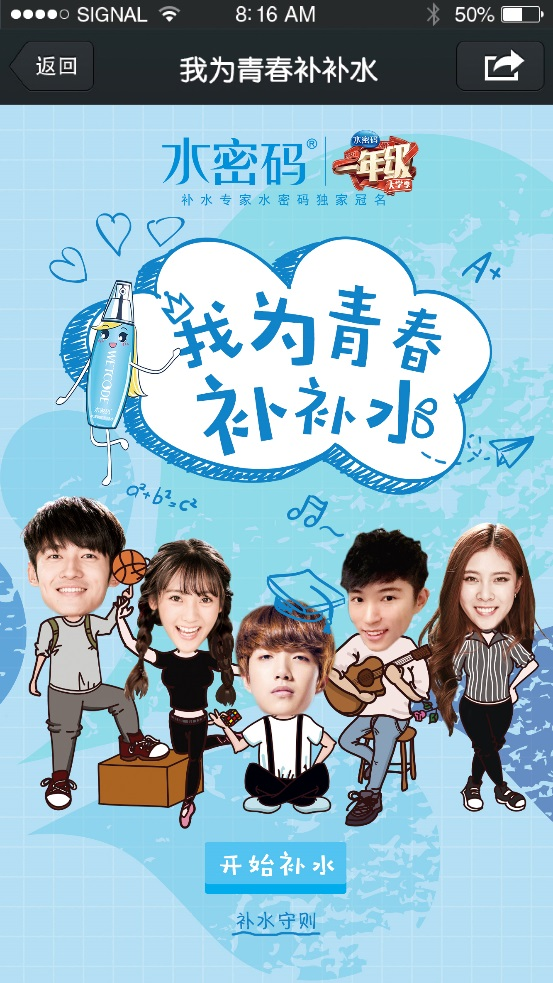 SIGNAL 8:16 AM 50%
返回 我为青春补补水
水密码® 水密码 一年级 大学季
补水专家水密码独家冠名
A+
我为青春
补补水
WETCODE
a²+b²=c²
开始补水
补水守则